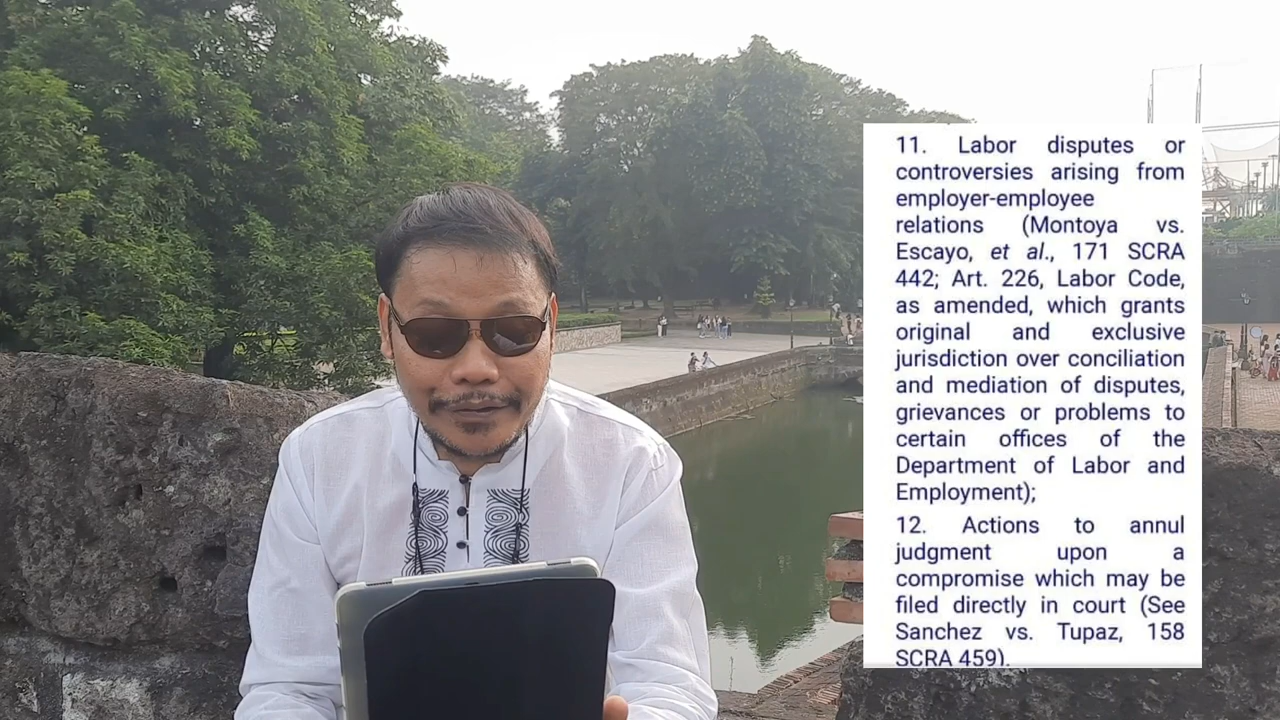 11. Labor disputes or
controversies arising from
employer-employee
relations (Montoya vs.
Escayo, et al., 171 SCRA
442; Art. 226, Labor Code,
as amended, which grants
original and exclusive
jurisdiction over conciliation
and mediation of disputes,
grievances or problems to
certain offices of the
Department of Labor and
Employment);
12. Actions to annul
judgment upon a
compromise which may be
filed directly in court (See
Sanchez vs. Tupaz, 158
SCRA 459).